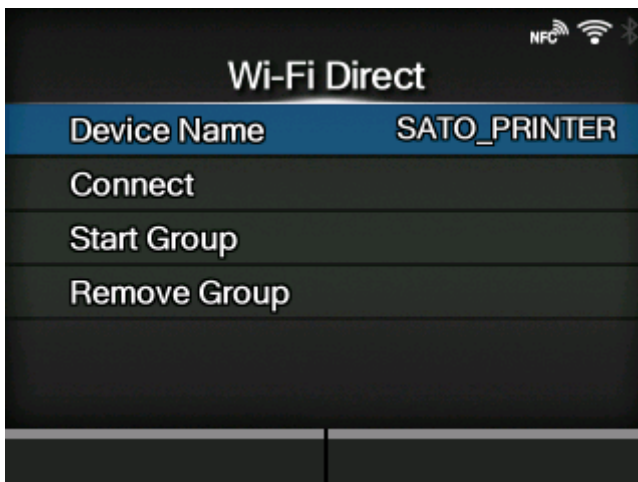 NFC
Wi-Fi Direct
Device Name SATO_PRINTER
Connect
Start Group
Remove Group